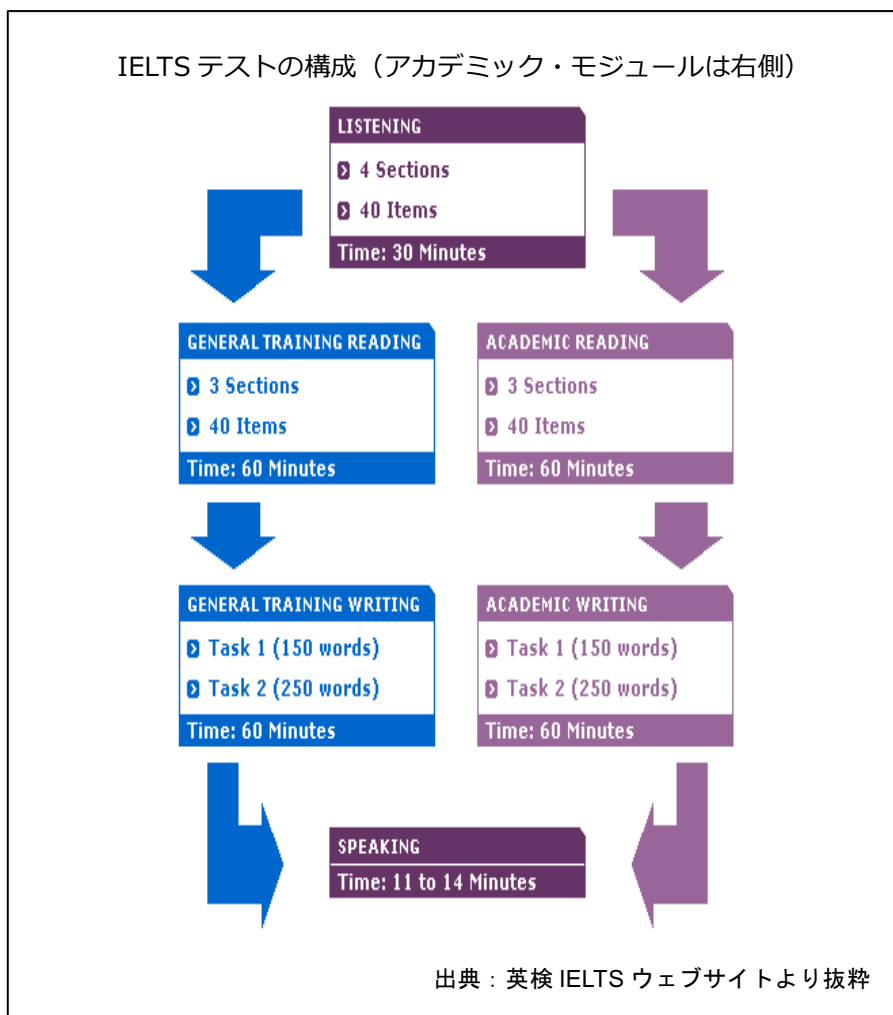 IELTS テストの構成（アカデミック・モジュールは右側）
LISTENING
4 Sections
40 Items
Time: 30 Minutes
GENERAL TRAINING READING
3 Sections
40 Items
Time: 60 Minutes
ACADEMIC READING
3 Sections
40 Items
Time: 60 Minutes
GENERAL TRAINING WRITING
Task 1 (150 words)
Task 2 (250 words)
Time: 60 Minutes
ACADEMIC WRITING
Task 1 (150 words)
Task 2 (250 words)
Time: 60 Minutes
SPEAKING
Time: 11 to 14 Minutes
出典：英検 IELTS ウェブサイトより抜粋